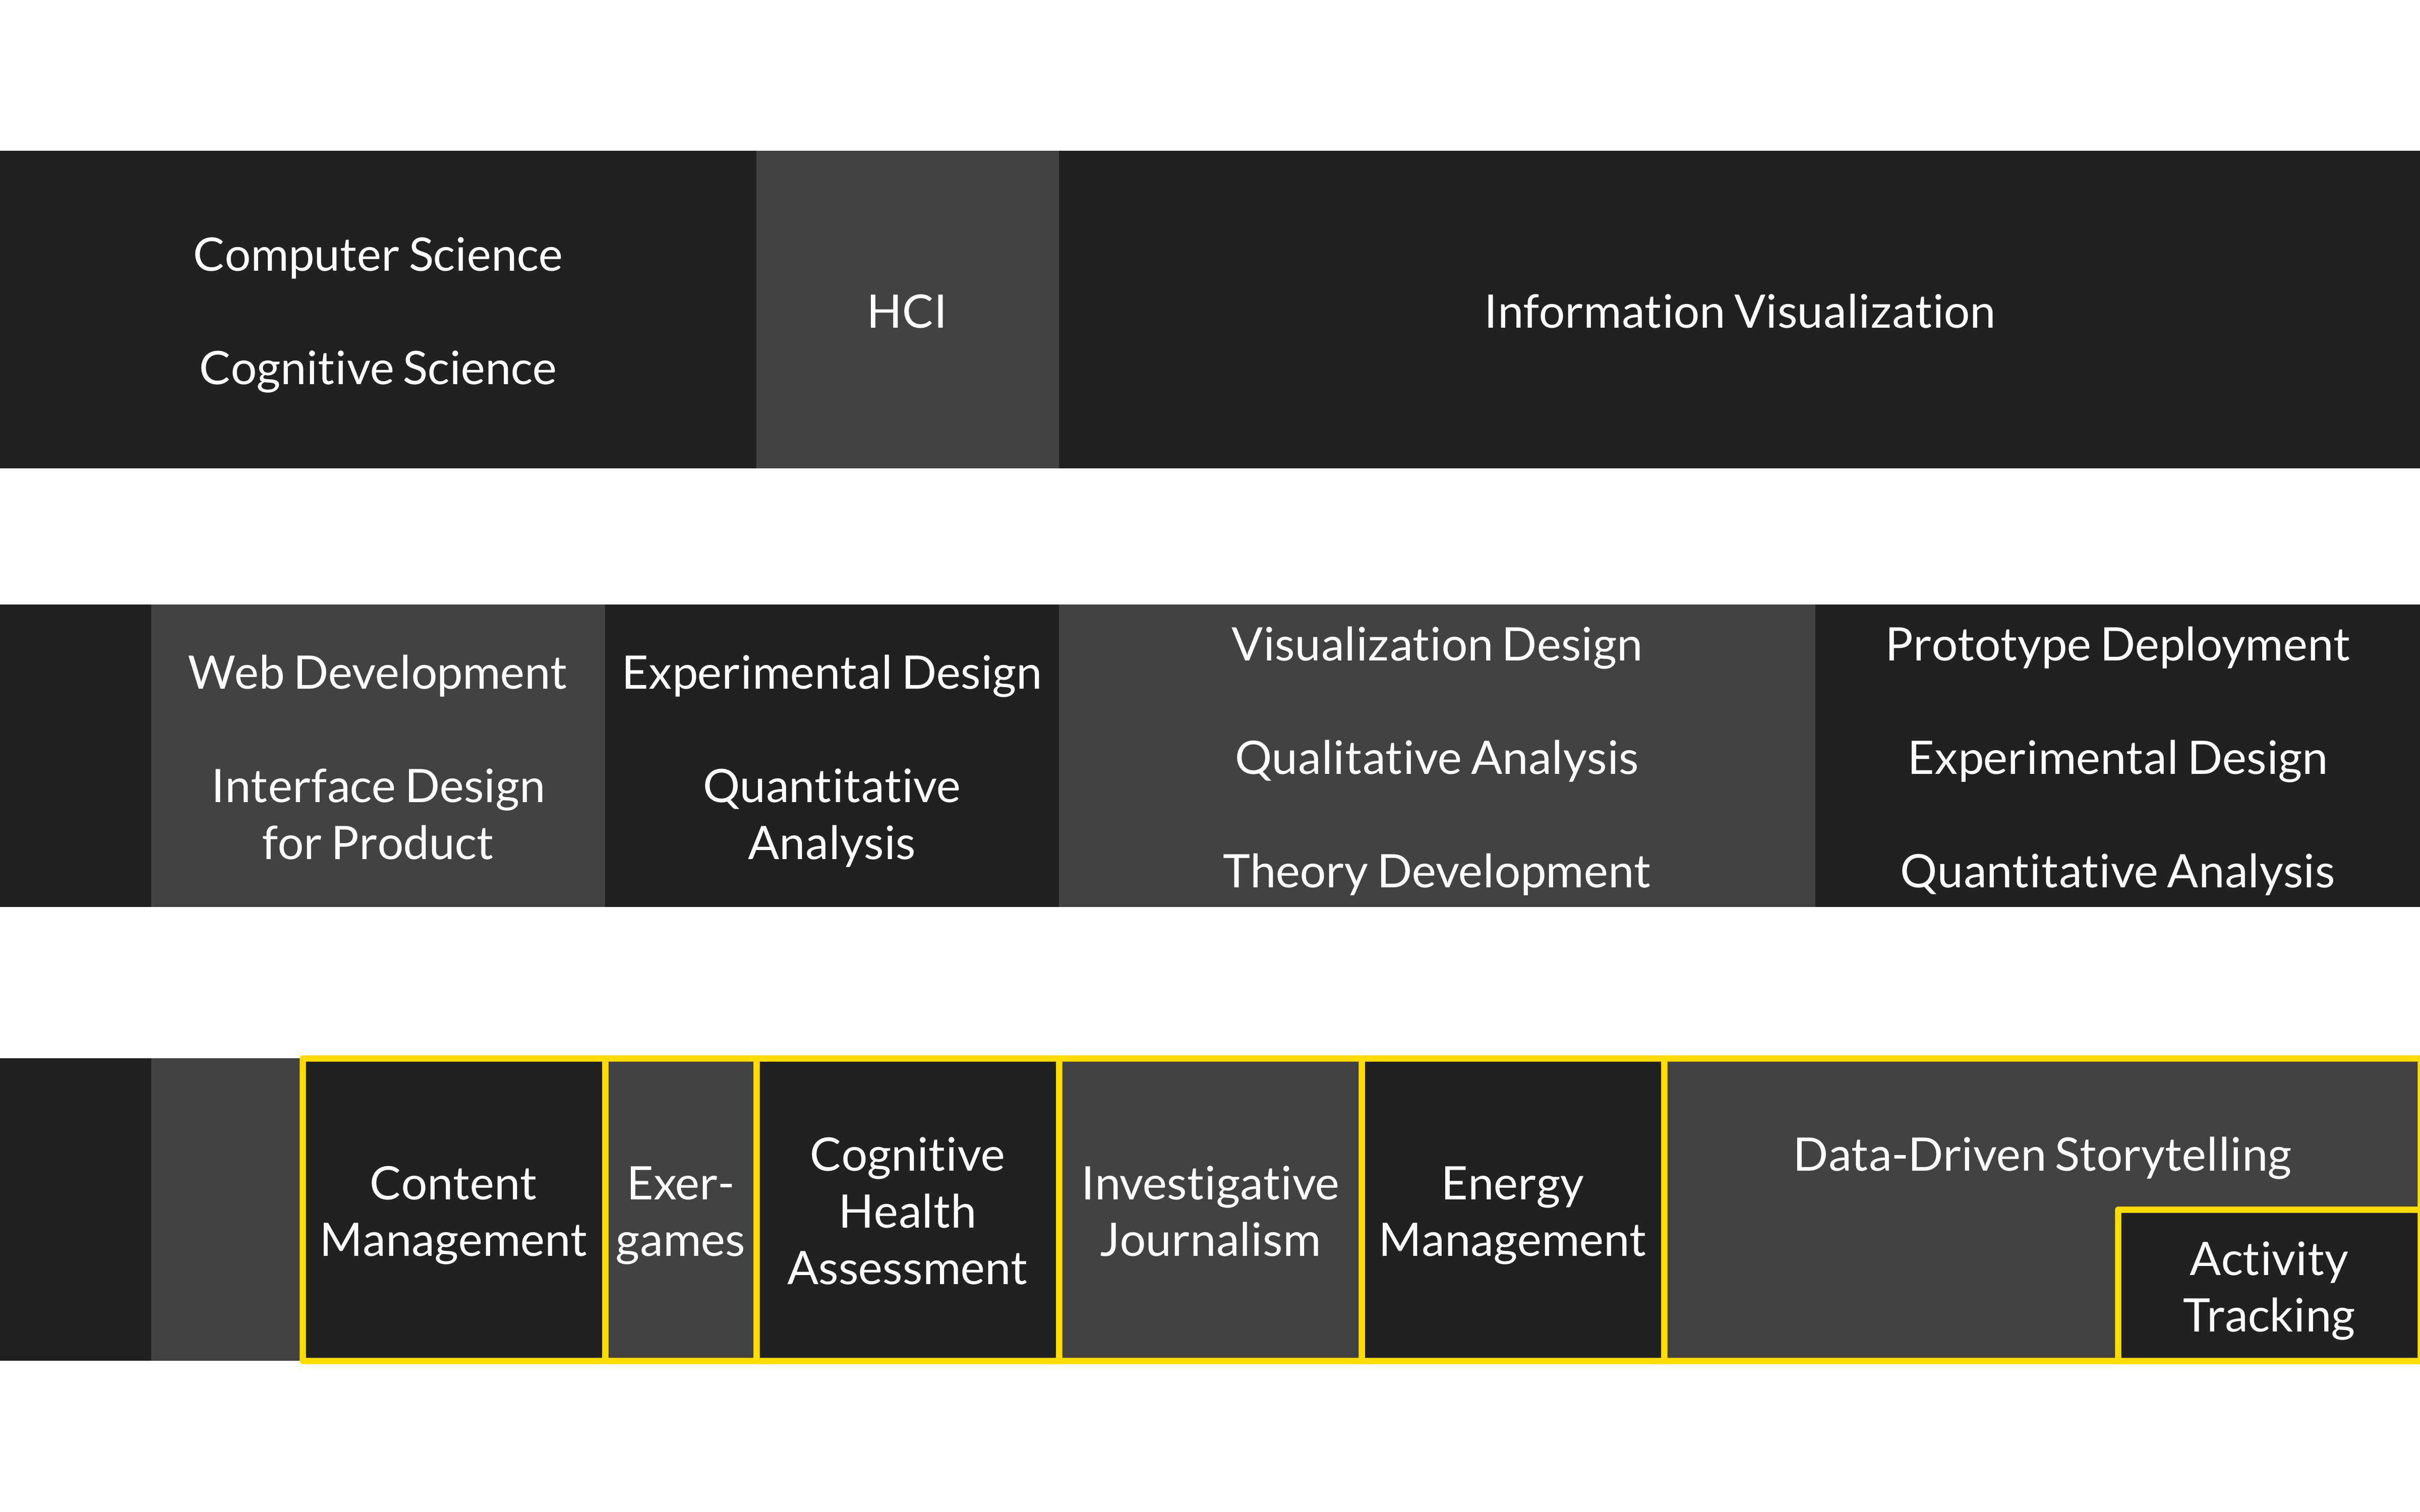 Computer Science
Cognitive Science
HCI
Information Visualization
Web Development
Interface Design
for Product
Experimental Design
Quantitative
Analysis
Visualization Design
Qualitative Analysis
Theory Development
Prototype Deployment
Experimental Design
Quantitative Analysis
Content
Management
Exer-
games
Cognitive
Health
Assessment
Investigative
Journalism
Energy
Management
Data-Driven Storytelling
Activity
Tracking